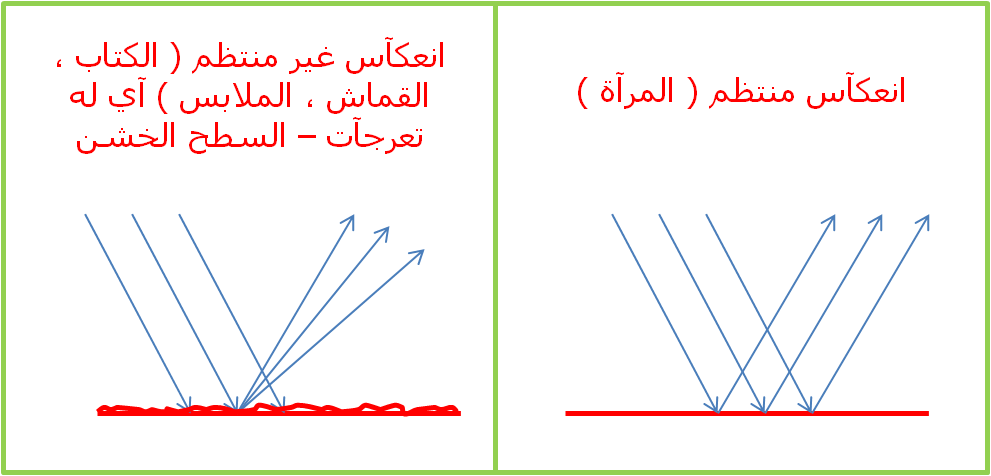 انعكآس منتظم ( المرآة )
انعكآس غير منتظم ( الكتاب ،
القماش ، الملابس ) آي له
تعرجآت – السطح الخشن